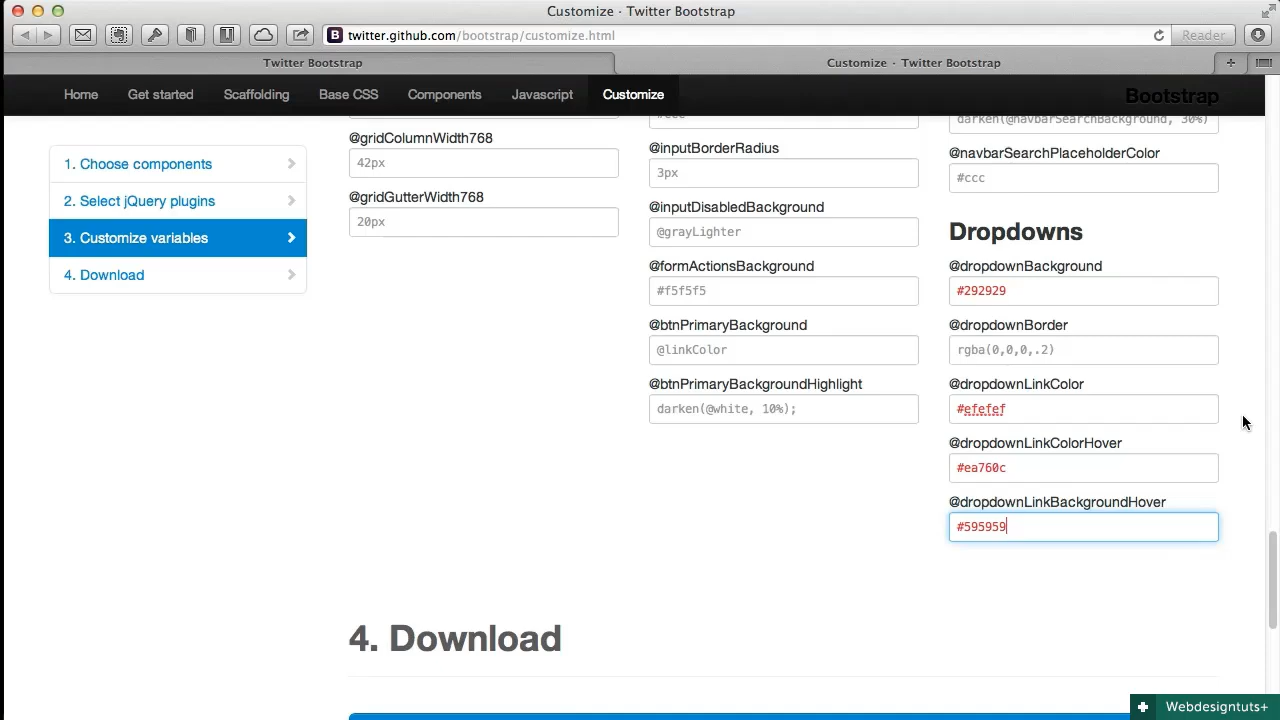 Customize · Twitter Bootstrap
twitter.github.com/bootstrap/customize.html
Reader
Twitter Bootstrap
Customize · Twitter Bootstrap
Home
Get started
Scaffolding
Base CSS
Components
Javascript
Customize
Bootstrap
1. Choose components
2. Select jQuery plugins
3. Customize variables
4. Download
@gridColumnWidth768
42px
@gridGutterWidth768
20px
#ccc
@inputBorderRadius
3px
@inputDisabledBackground
@grayLighter
@formActionsBackground
#f5f5f5
@btnPrimaryBackground
@linkColor
@btnPrimaryBackgroundHighlight
darken(@white, 10%);
darken(@navbarSearchBackground, 30%)
@navbarSearchPlaceholderColor
#ccc
Dropdowns
@dropdownBackground
#292929
@dropdownBorder
rgba(0,0,0,.2)
@dropdownLinkColor
#efefef
@dropdownLinkColorHover
#ea760c
@dropdownLinkBackgroundHover
#595959
4. Download
Webdesigntuts+